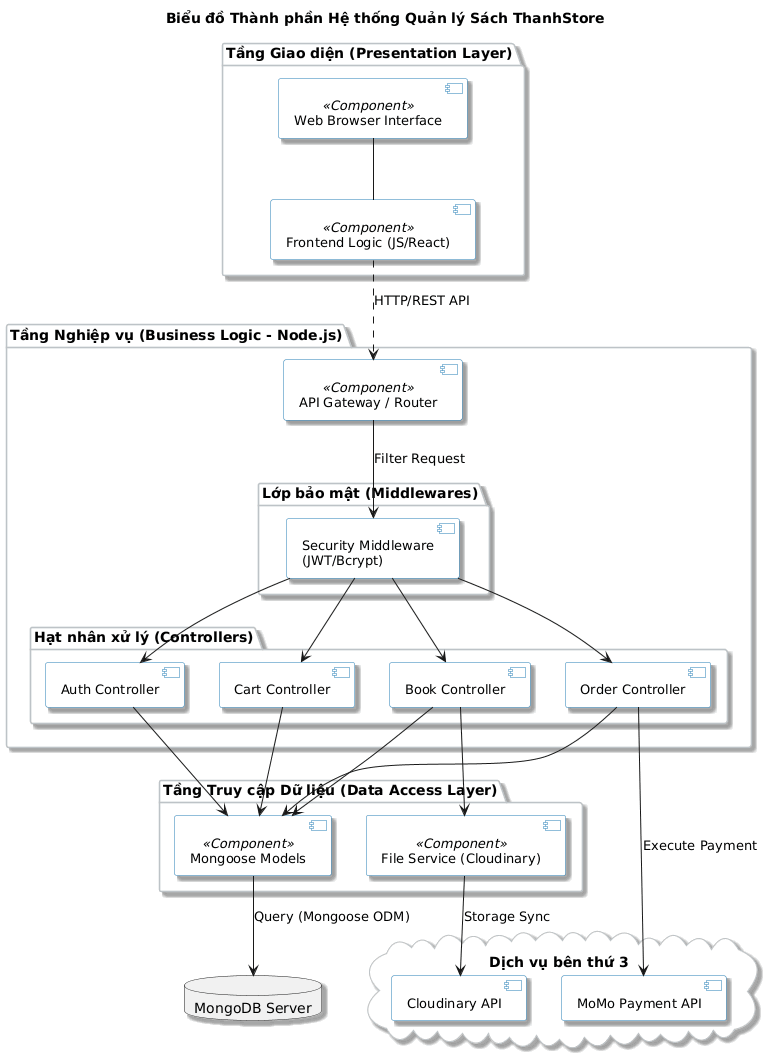 Biểu đồ Thành phần Hệ thống Quản lý Sách ThanhStore
Tầng Giao diện (Presentation Layer)
«Component»
Web Browser Interface
«Component»
Frontend Logic (JS/React)
HTTP/REST API
Tầng Nghiệp vụ (Business Logic - Node.js)
«Component»
API Gateway / Router
Filter Request
Lớp bảo mật (Middlewares)
Security Middleware
(JWT/Bcrypt)
Hạt nhân xử lý (Controllers)
Auth Controller
Cart Controller
Book Controller
Order Controller
Tầng Truy cập Dữ liệu (Data Access Layer)
«Component»
Mongoose Models
«Component»
File Service (Cloudinary)
Execute Payment
Query (Mongoose ODM)
Storage Sync
Dịch vụ bên thứ 3
MongoDB Server
Cloudinary API
MoMo Payment API